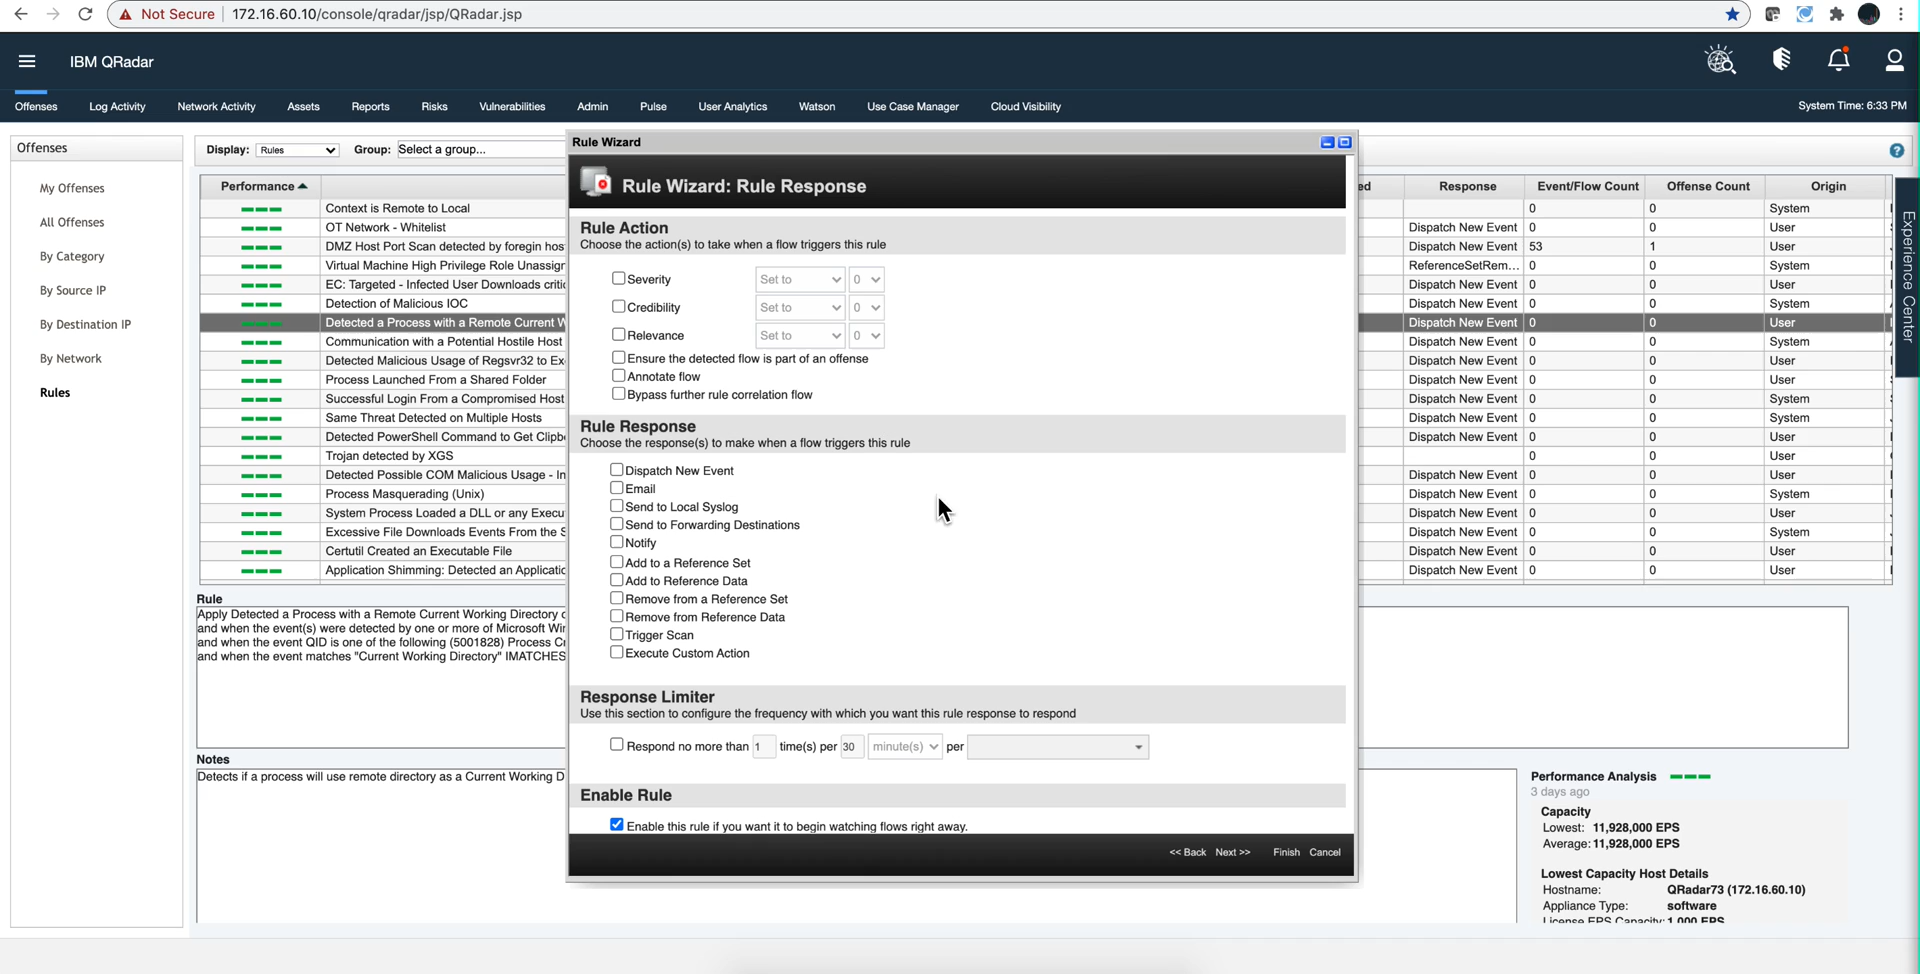 Not Secure 172.16.60.10/console/qradar/jsp/QRadar.jsp
IBM QRadar
Offenses Log Activity Network Activity Assets Reports Risks Vulnerabilities Admin Pulse User Analytics Watson Use Case Manager Cloud Visibility System Time: 6:33 PM
Offenses
My Offenses
All Offenses
By Category
By Source IP
By Destination IP
By Network
Rules
Display: Rules Group: Select a group...
Performance
Context is Remote to Local
OT Network - Whitelist
DMZ Host Port Scan detected by foregin hos
Virtual Machine High Privilege Role Unassign
EC: Targeted - Infected User Downloads critic
Detection of Malicious IOC
Detected a Process with a Remote Current W
Communication with a Potential Hostile Host
Detected Malicious Usage of Regsvr32 to Ex
Process Launched From a Shared Folder
Successful Login From a Compromised Host
Same Threat Detected on Multiple Hosts
Detected PowerShell Command to Get Clipb
Trojan detected by XGS
Detected Possible COM Malicious Usage - In
Process Masquerading (Unix)
System Process Loaded a DLL or any Execu
Excessive File Downloads Events From the S
Certutil Created an Executable File
Application Shimming: Detected an Applicatio
Rule
Apply Detected a Process with a Remote Current Working Directory o
and when the event(s) were detected by one or more of Microsoft Wi
and when the event QID is one of the following (5001828) Process C
and when the event matches "Current Working Directory" IMATCHES
Notes
Detects if a process will use remote directory as a Current Working D
Rule Wizard
Rule Wizard: Rule Response
Rule Action
Choose the action(s) to take when a flow triggers this rule
Severity Set to 0
Credibility Set to 0
Relevance Set to 0
Ensure the detected flow is part of an offense
Annotate flow
Bypass further rule correlation flow
Rule Response
Choose the response(s) to make when a flow triggers this rule
Dispatch New Event
Email
Send to Local Syslog
Send to Forwarding Destinations
Notify
Add to a Reference Set
Add to Reference Data
Remove from a Reference Set
Remove from Reference Data
Trigger Scan
Execute Custom Action
Response Limiter
Use this section to configure the frequency with which you want this rule response to respond
Respond no more than 1 time(s) per 30 minute(s) per
Enable Rule
Enable this rule if you want it to begin watching flows right away.
<< Back Next >> Finish Cancel
ed Response Event/Flow Count Offense Count Origin
0 0 System
Dispatch New Event 0 0 User
Dispatch New Event 53 1 User
ReferenceSetRem... 0 0 System
Dispatch New Event 0 0 User
Dispatch New Event 0 0 System
Dispatch New Event 0 0 User
Dispatch New Event 0 0 System
Dispatch New Event 0 0 User
Dispatch New Event 0 0 User
Dispatch New Event 0 0 System
Dispatch New Event 0 0 System
Dispatch New Event 0 0 User
0 0 User
Dispatch New Event 0 0 User
Dispatch New Event 0 0 System
Dispatch New Event 0 0 User
Dispatch New Event 0 0 System
Dispatch New Event 0 0 User
Dispatch New Event 0 0 User
Experience Center
Performance Analysis
3 days ago
Capacity
Lowest: 11,928,000 EPS
Average: 11,928,000 EPS
Lowest Capacity Host Details
Hostname: QRadar73 (172.16.60.10)
Appliance Type: software
License EPS Capacity: 1,000 EPS